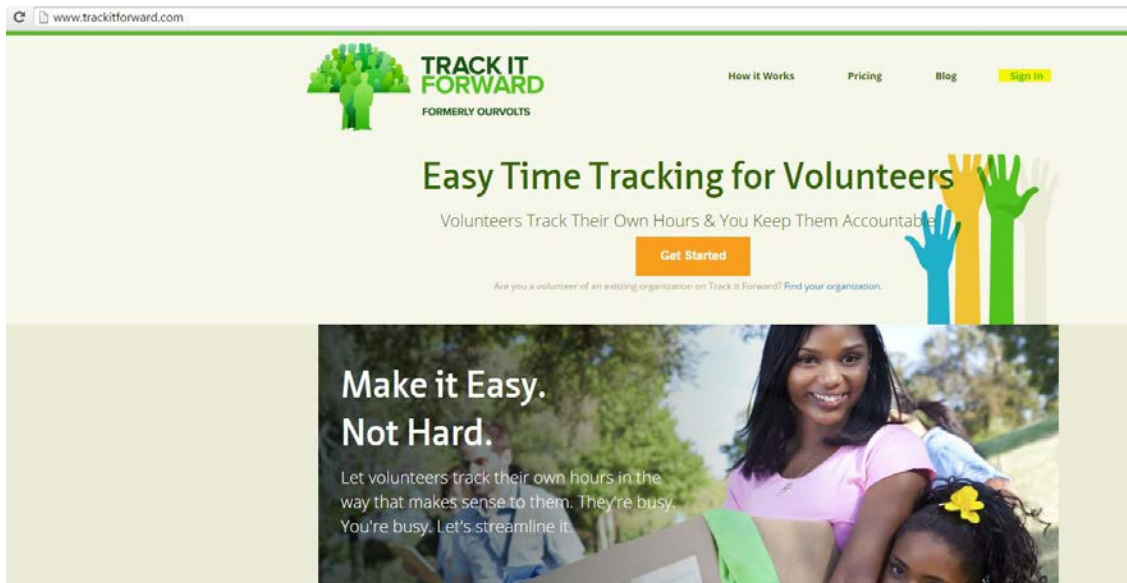 www.trackitforward.com
TRACK IT
FORWARD
FORMERLY OURVOLTS
How it Works Pricing Blog Sign In
Easy Time Tracking for Volunteers
Volunteers Track Their Own Hours & You Keep Them Accountable
Get Started
Are you a volunteer of an existing organization on Track it Forward? Find your organization.
Make it Easy.
Not Hard.
Let volunteers track their own hours in the
way that makes sense to them. They're busy.
You're busy. Let's streamline it.